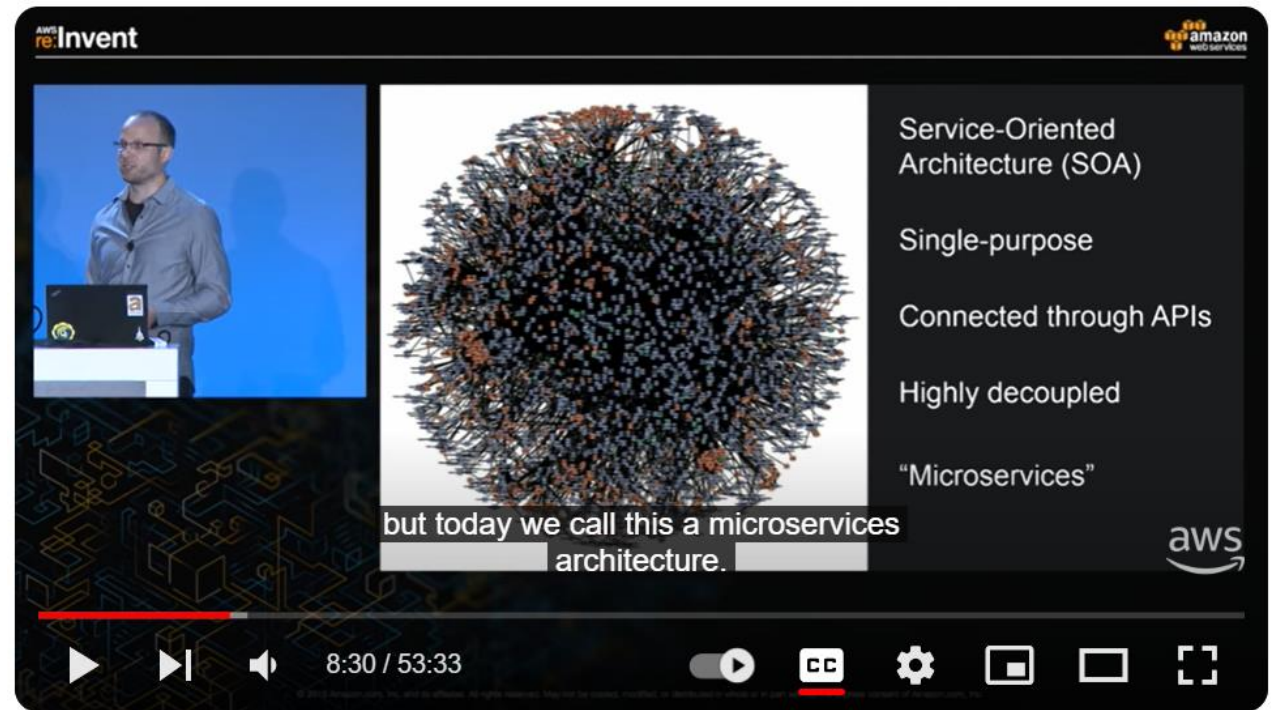 AWS
re:Invent
amazon
web services
Service-Oriented
Architecture (SOA)
Single-purpose
Connected through APIs
Highly decoupled
“Microservices”
a
but today we call this a microservices
architecture.
aws
8:30 / 53:33
CC